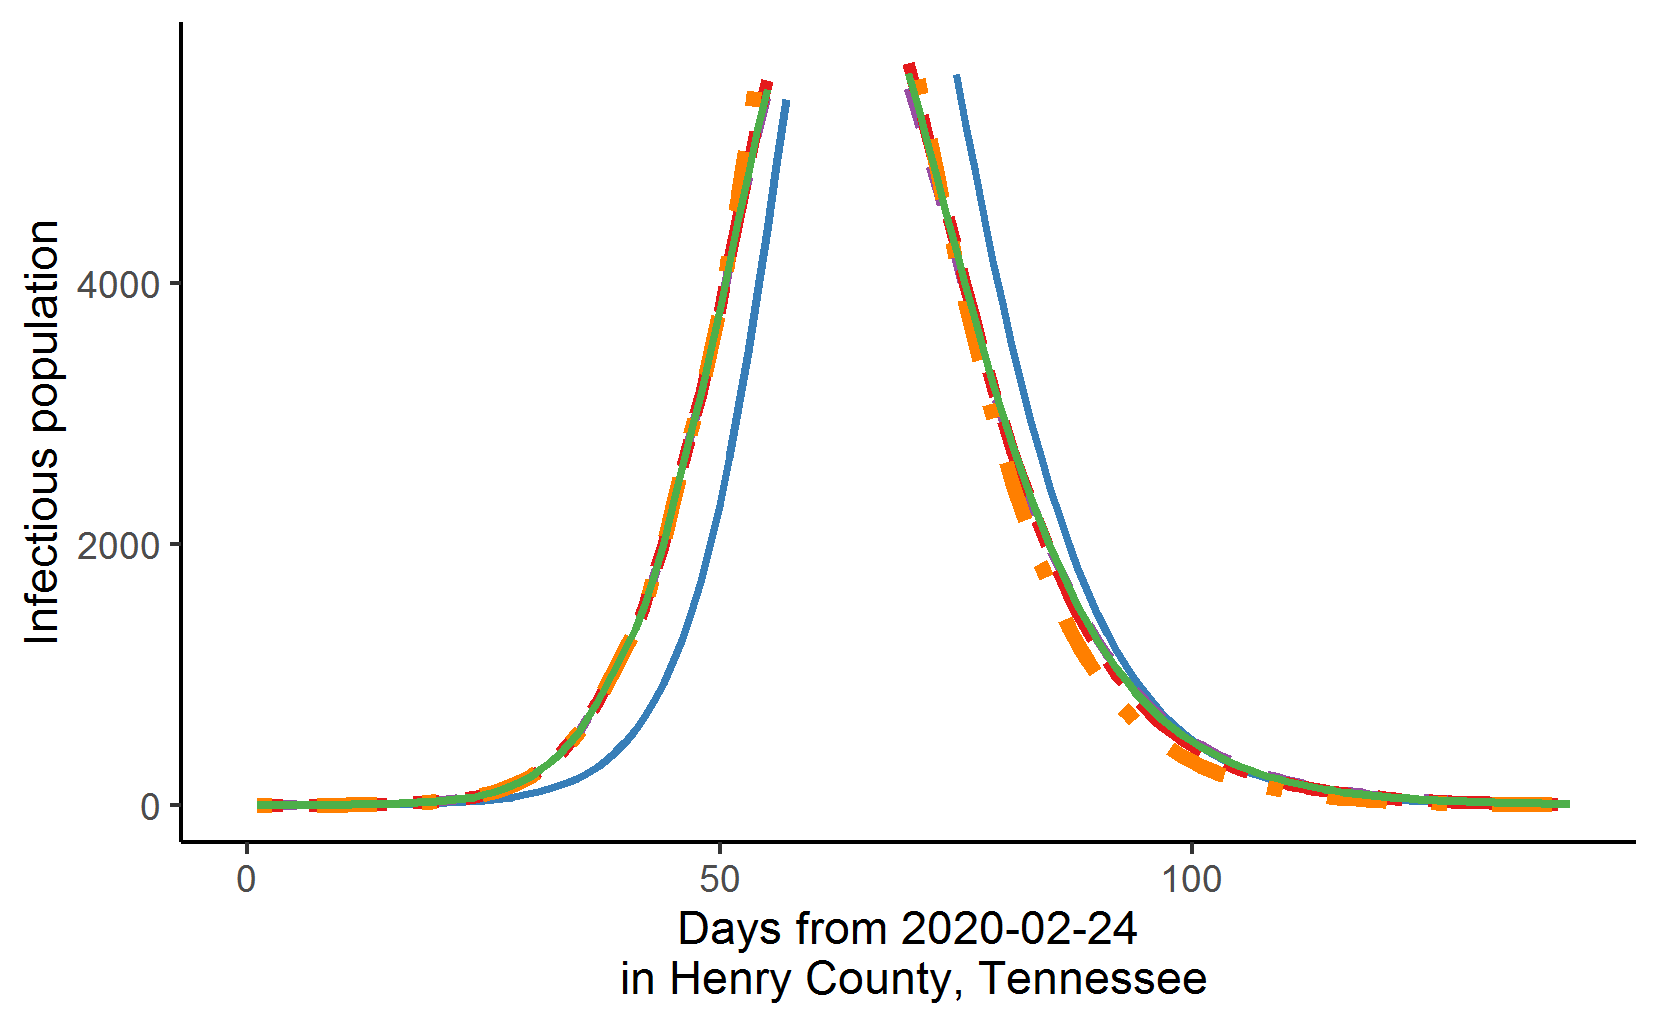 Infectious population
4000
2000
0
0 50 100
Days from 2020-02-24
in Henry County, Tennessee